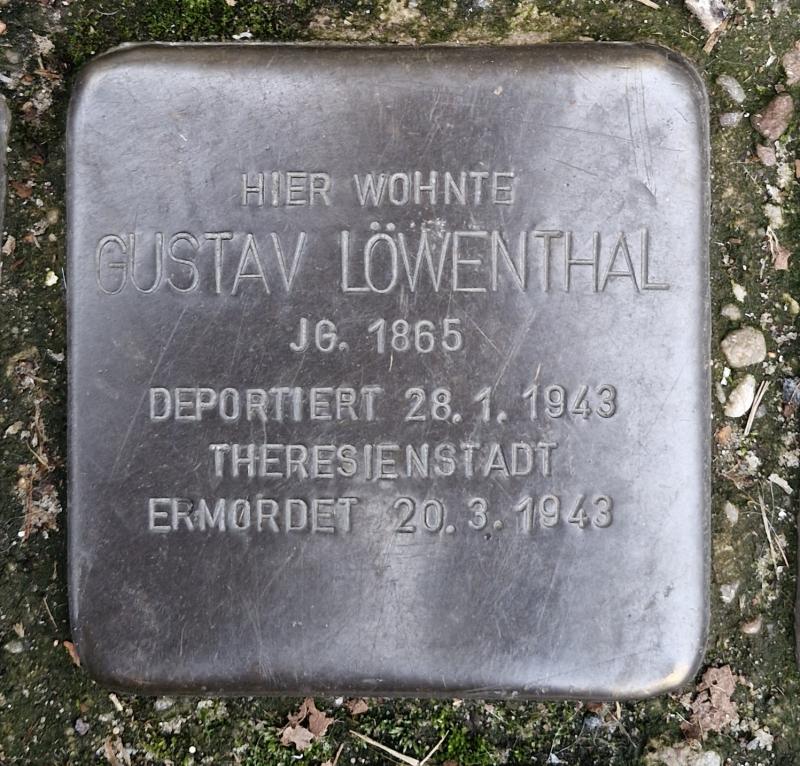 HIER WOHNTE
GUSTAV LÖWENTHAL
JG. 1865
DEPORTIERT 28.1.1943
THERESIENSTADT
ERMORDET 20.3.1943